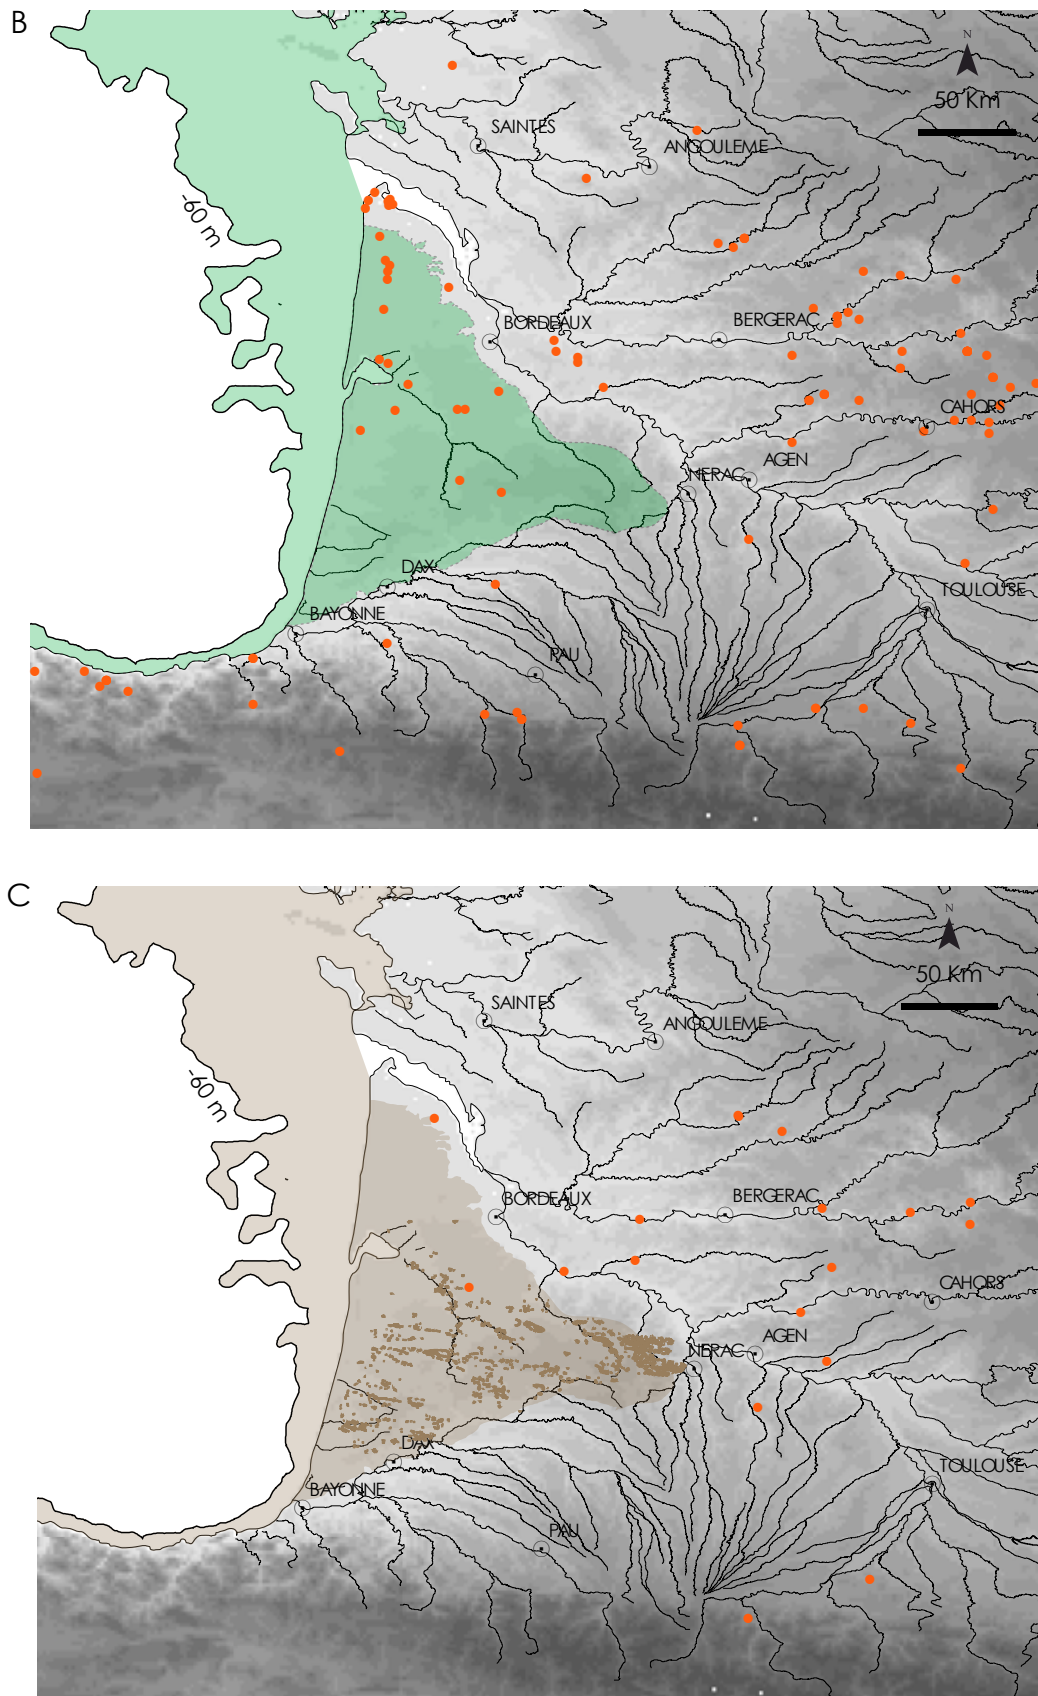 B
N
50 Km
SAINTES
ANGOULEME
-60 m
BORDEAUX
BERGERAC
CAHORS
AGEN
NERAC
DAX
TOULOUSE
BAYONNE
PAU
C
N
50 Km
SAINTES
ANGOULEME
-60 m
BORDEAUX
BERGERAC
CAHORS
AGEN
NERAC
DAX
TOULOUSE
BAYONNE
PAU